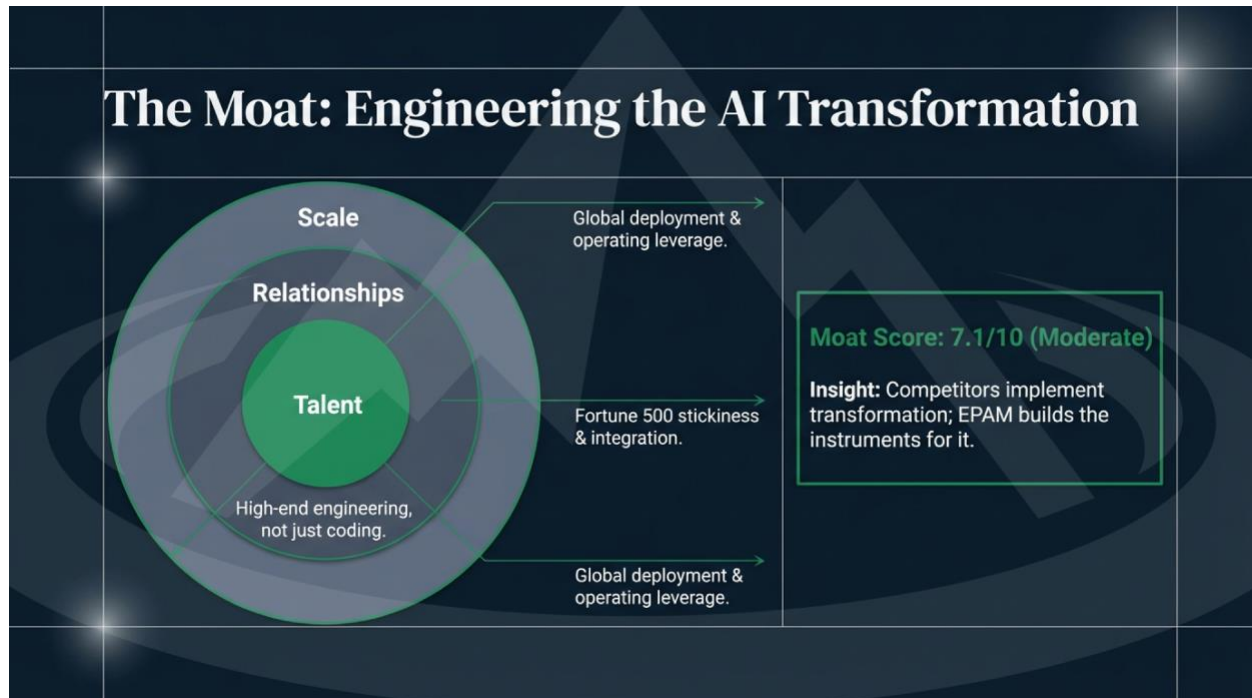 The Moat: Engineering the AI Transformation
Scale
Relationships
Talent
High-end engineering,
not just coding.
Global deployment &
operating leverage.
Fortune 500 stickiness
& integration.
Global deployment &
operating leverage.
Moat Score: 7.1/10 (Moderate)
Insight: Competitors implement
transformation; EPAM builds the
instruments for it.